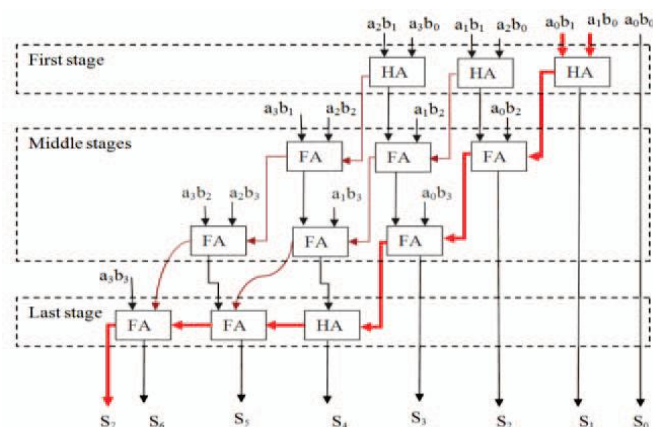 a₂b₁ a₃b₀ a₁b₁ a₂b₀ a₀b₁ a₁b₀ a₀b₀
First stage HA HA HA
a₃b₁ a₂b₂ a₁b₂ a₀b₂
Middle stages FA FA FA
a₃b₂ a₂b₃ a₁b₃ a₀b₃
FA FA FA
a₃b₃
Last stage FA FA HA
S₇ S₆ S₅ S₄ S₃ S₂ S₁ S₀